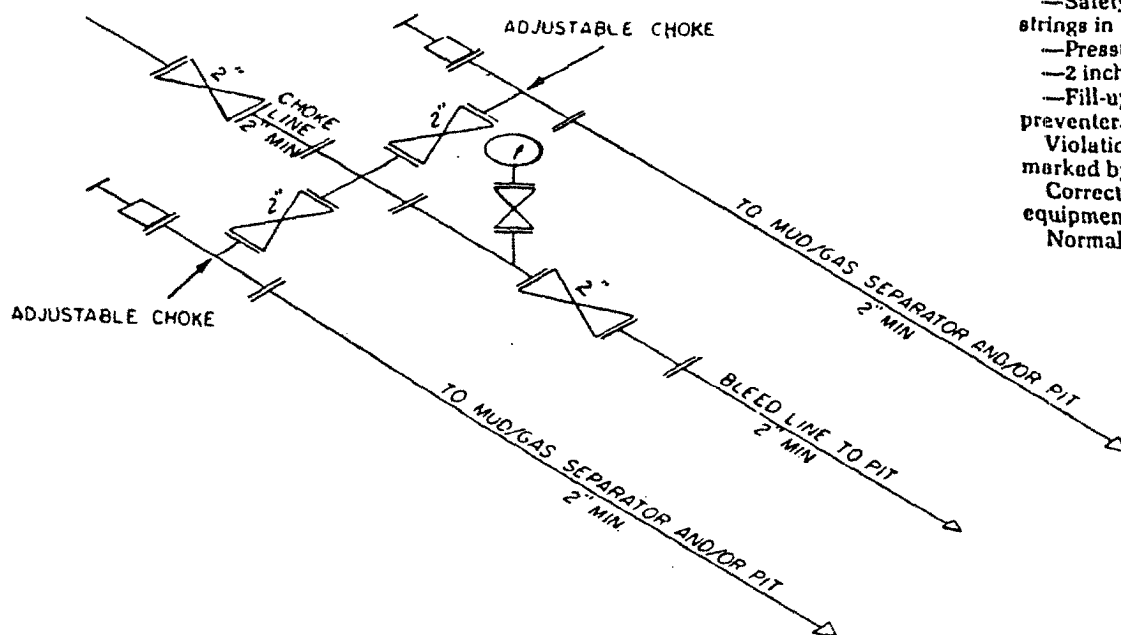 ADJUSTABLE CHOKE
2"
CHOKE
LINE
2" MIN
2"
2"
ADJUSTABLE CHOKE
2"
TO MUD/GAS SEPARATOR AND/OR PIT
2" MIN
BLEED LINE TO PIT
2" MIN
TO MUD/GAS SEPARATOR AND/OR PIT
2" MIN.
—Safety
strings in
—Press
—2 inch
—Fill-u
preventer
Violatio
marked b
Correct
equipmen
Normal